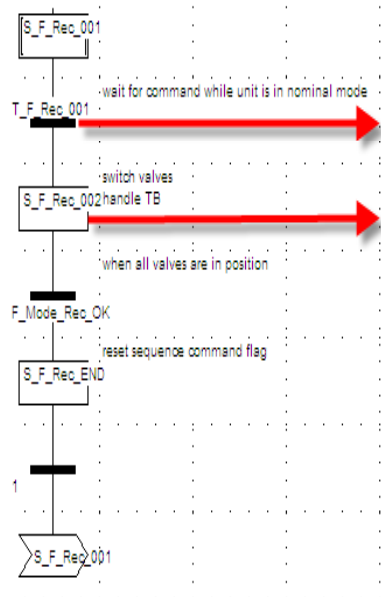 S_F_Rec_001
wait for command while unit is in nominal mode
T_F_Rec_001
switch valves
S_F_Rec_002 handle TB
when all valves are in position
F_Mode_Rec_OK
reset sequence command flag
S_F_Rec_END
1
S_F_Rec_001